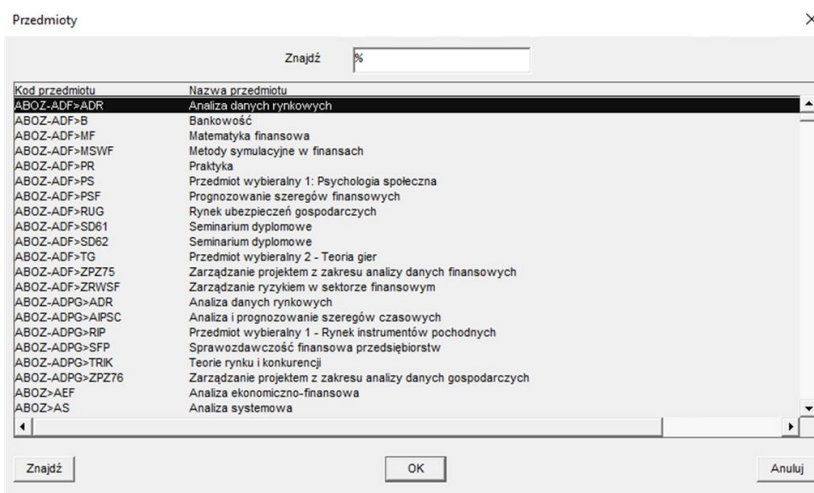 Przedmioty
Znajdź %
Kod przedmiotu Nazwa przedmiotu
ABOZ-ADF>ADR Analiza danych rynkowych
ABOZ-ADF>B Bankowość
ABOZ-ADF>MF Matematyka finansowa
ABOZ-ADF>MSWF Metody symulacyjne w finansach
ABOZ-ADF>PR Praktyka
ABOZ-ADF>PS Przedmiot wybieralny 1: Psychologia społeczna
ABOZ-ADF>PSF Prognozowanie szeregów finansowych
ABOZ-ADF>RUG Rynek ubezpieczeń gospodarczych
ABOZ-ADF>SD61 Seminarium dyplomowe
ABOZ-ADF>SD62 Seminarium dyplomowe
ABOZ-ADF>TG Przedmiot wybieralny 2 - Teoria gier
ABOZ-ADF>ZPZ75 Zarządzanie projektem z zakresu analizy danych finansowych
ABOZ-ADF>ZRWSF Zarządzanie ryzykiem w sektorze finansowym
ABOZ-ADPG>ADR Analiza danych rynkowych
ABOZ-ADPG>AIPSC Analiza i prognozowanie szeregów czasowych
ABOZ-ADPG>RIP Przedmiot wybieralny 1 - Rynek instrumentów pochodnych
ABOZ-ADPG>SFP Sprawozdawczość finansowa przedsiębiorstw
ABOZ-ADPG>TRIK Teorie rynku i konkurencji
ABOZ-ADPG>ZPZ76 Zarządzanie projektem z zakresu analizy danych gospodarczych
ABOZ>AEF Analiza ekonomiczno-finansowa
ABOZ>AS Analiza systemowa
Znajdź OK Anuluj